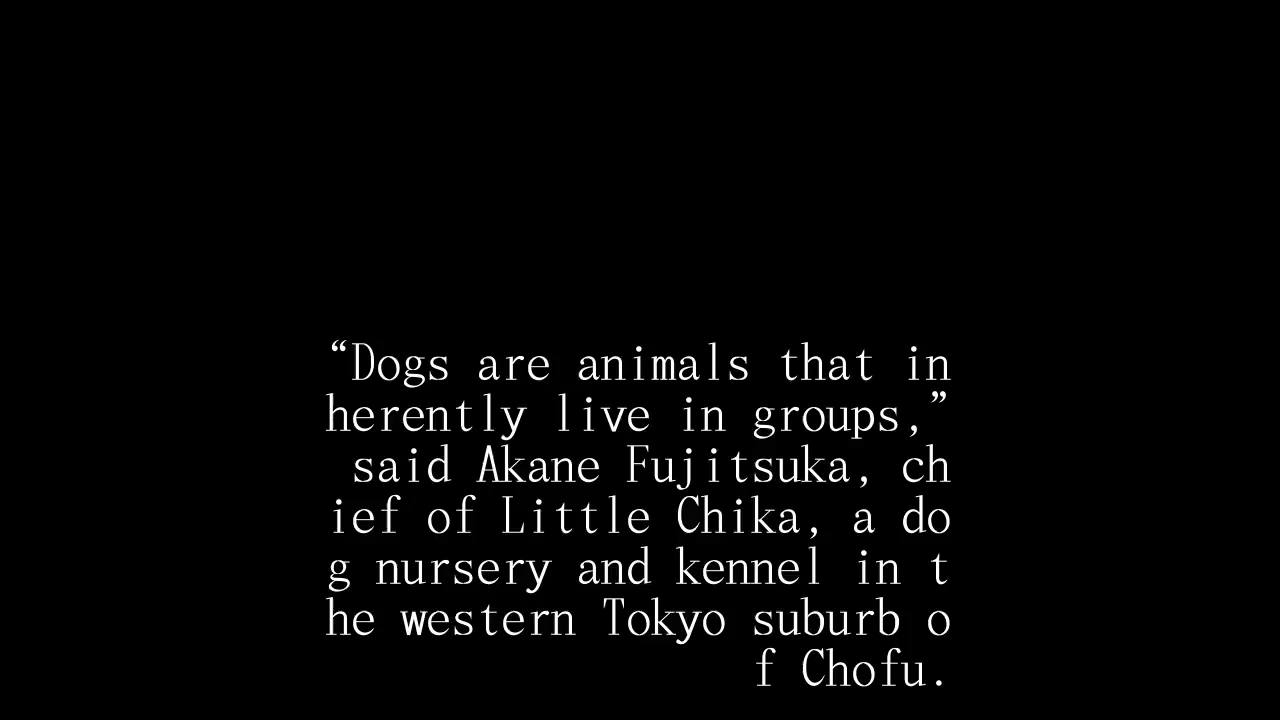 “Dogs are animals that in
herently live in groups,”
said Akane Fujitsuka, ch
ief of Little Chika, a do
g nursery and kennel in t
he western Tokyo suburb o
f Chofu.